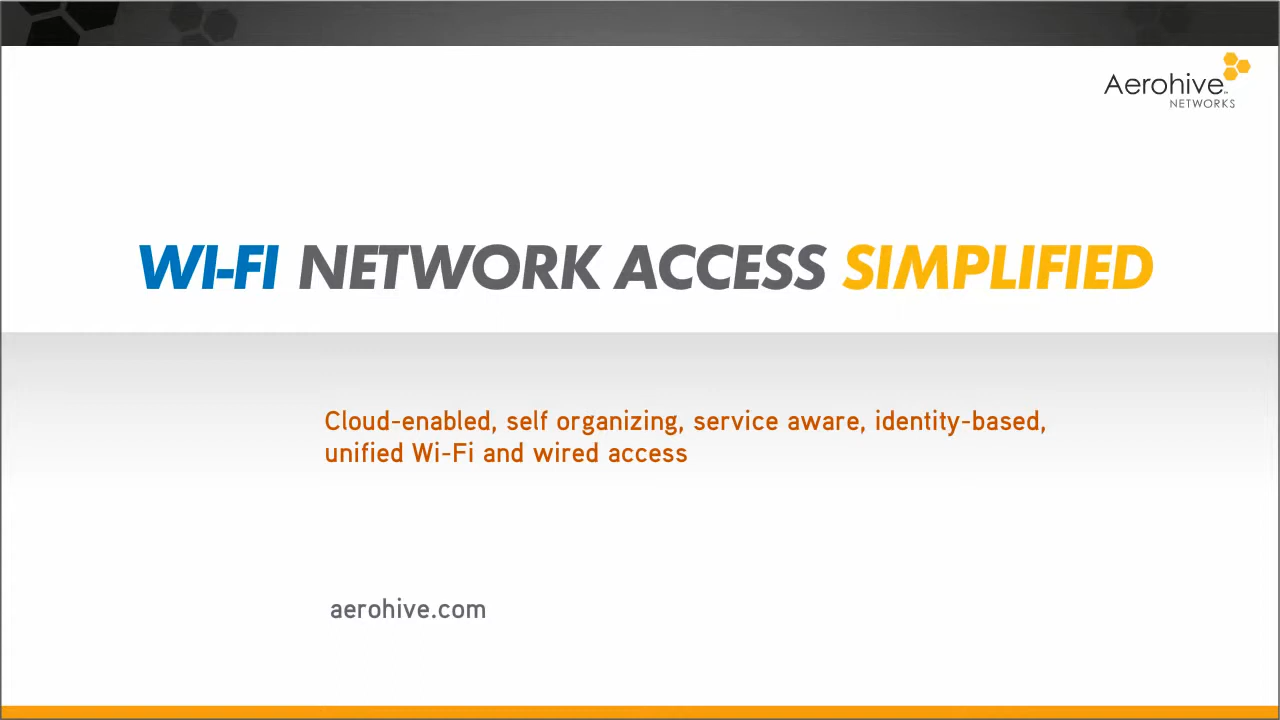 Aerohive™
NETWORKS
WI-FI NETWORK ACCESS SIMPLIFIED
Cloud-enabled, self organizing, service aware, identity-based,
unified Wi-Fi and wired access
aerohive.com